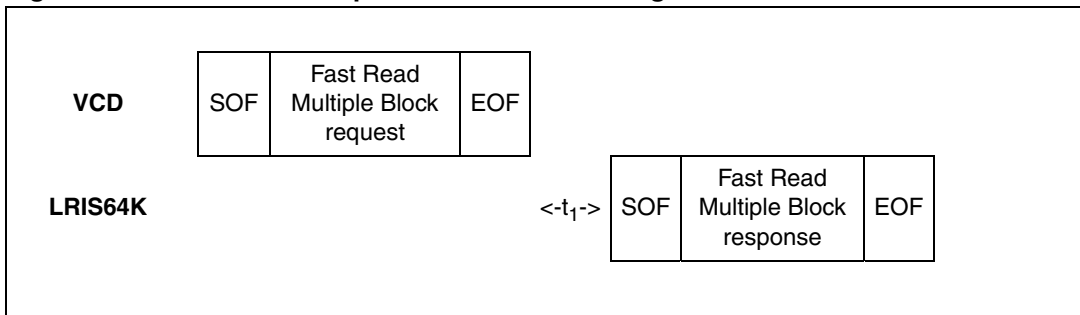 VCD
SOF
Fast Read
Multiple Block
request
EOF
LRIS64K
<-t1->
SOF
Fast Read
Multiple Block
response
EOF